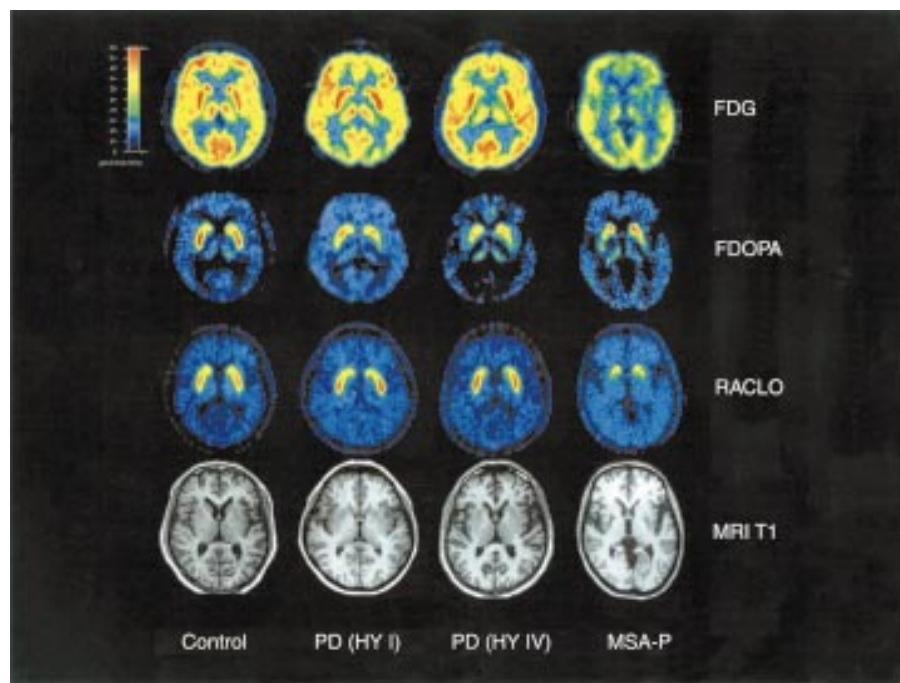 FDG
FDOPA
RACLO
MRI T1
Control PD (HY I) PD (HY IV) MSA-P